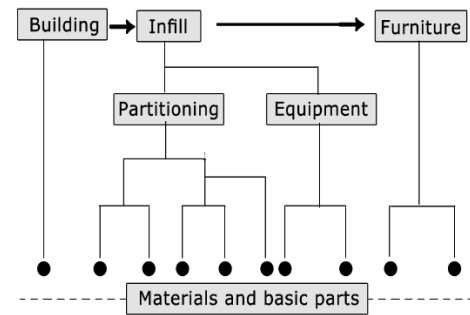 Building
Infill
Furniture
Partitioning
Equipment
Materials and basic parts